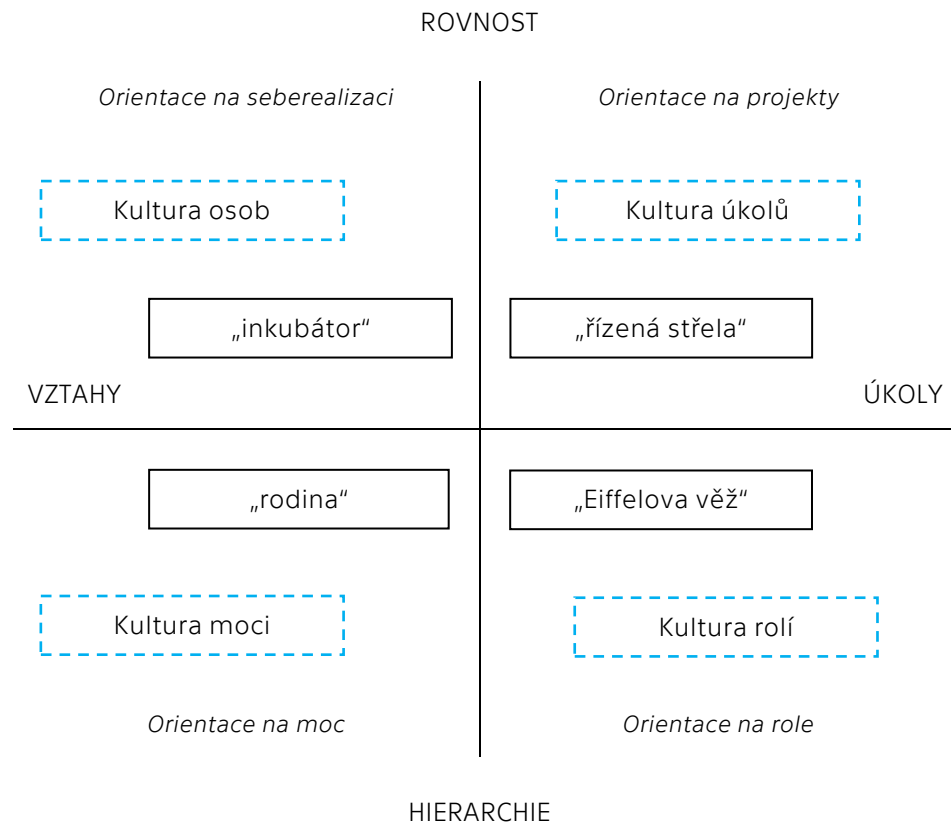 ROVNOST
Orientace na seberealizaci
Orientace na projekty
Kultura osob
Kultura úkolů
„inkubátor“
„řízená střela“
VZTAHY
ÚKOLY
„rodina“
„Eiffelova věž“
Kultura moci
Kultura rolí
Orientace na moc
Orientace na role
HIERARCHIE